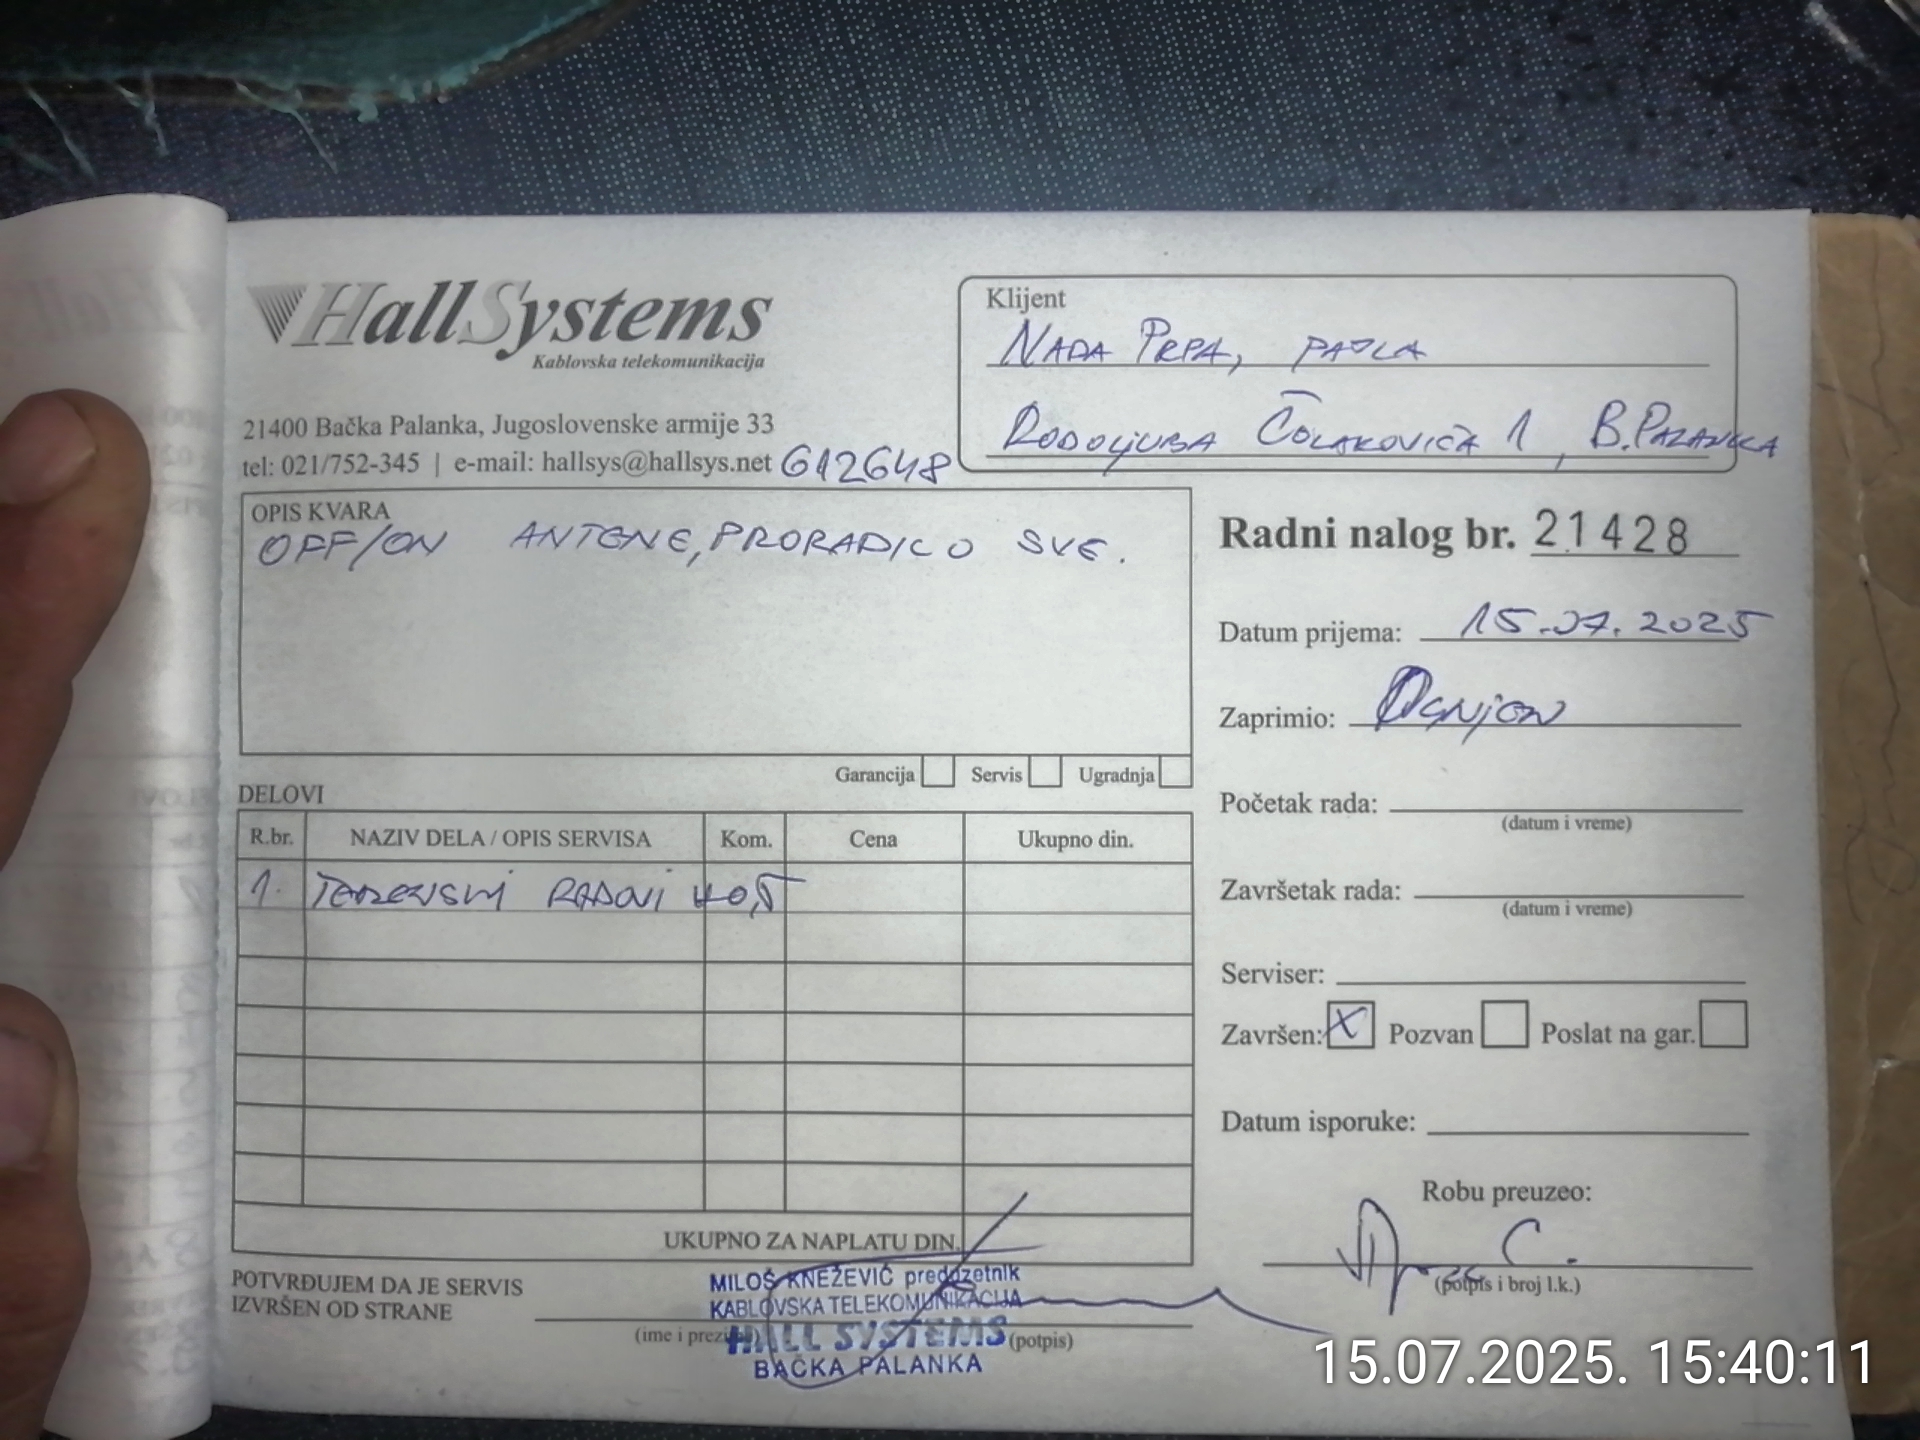 HallSystems
Kablovska telekomunikacija
21400 Bačka Palanka, Jugoslovenske armije 33
tel: 021/752-345 | e-mail: hallsys@hallsys.net 612648
Klijent
NADA PRPA,
RODOLJUBA ČOLAKOVIĆA 1, B.PALANKA
OPIS KVARA
OFF/ON ANTENE, PRORADILO SVE.
Garancija Servis Ugradnja
Radni nalog br. 21428
Datum prijema: 15.07.2025
Zaprimio: Ognjen
Početak rada:
(datum i vreme)
Završetak rada:
(datum i vreme)
Serviser:
Završen: X Pozvan Poslat na gar.
Datum isporuke:
Robu preuzeo:
(potpis i broj l.k.)
DELOVI
R.br. NAZIV DELA / OPIS SERVISA Kom. Cena Ukupno din.
1. TERENSKI RADOVI
UKUPNO ZA NAPLATU DIN.
POTVRĐUJEM DA JE SERVIS
IZVRŠEN OD STRANE
(potpis)
MILOŠ KNEŽEVIĆ preduzetnik
KABLOVSKA TELEKOMUNIKACIJA
HALL SYSTEMS
BAČKA PALANKA
15.07.2025. 15:40:11